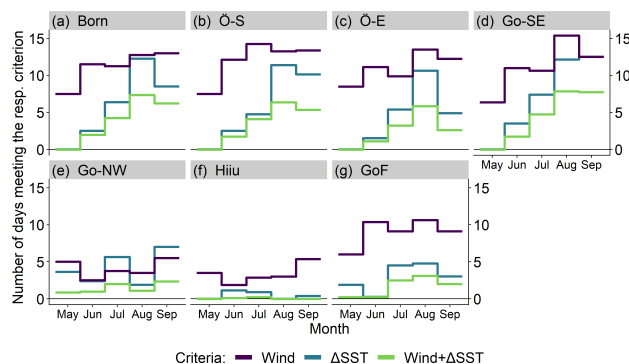 (a) Born (b) Ö-S (c) Ö-E (d) Go-SE
15 15
10 10
5 5
0 0
May Jun Jul Aug Sep
(e) Go-NW (f) Hiiu (g) GoF
15 15
10 10
5 5
0 0
May Jun Jul Aug Sep May Jun Jul Aug Sep May Jun Jul Aug Sep
Month
Number of days meeting the resp. criterion
Criteria: Wind ΔSST Wind+ΔSST